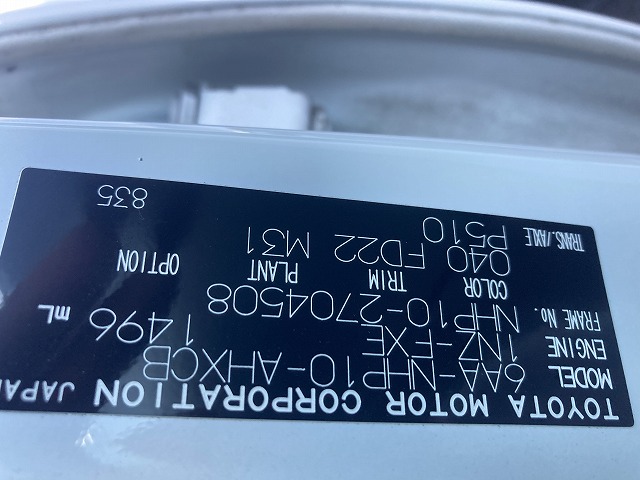 TOYOTA MOTOR CORPORATION JAPAN
MODEL 6AA-NHP10-AHXCB
ENGINE 1NZ-FXE 1496 mL
FRAME No. NHP10-2704508
COLOR TRIM PLANT OPTION
040 FD22 M31
TRANS./AXLE P510
835